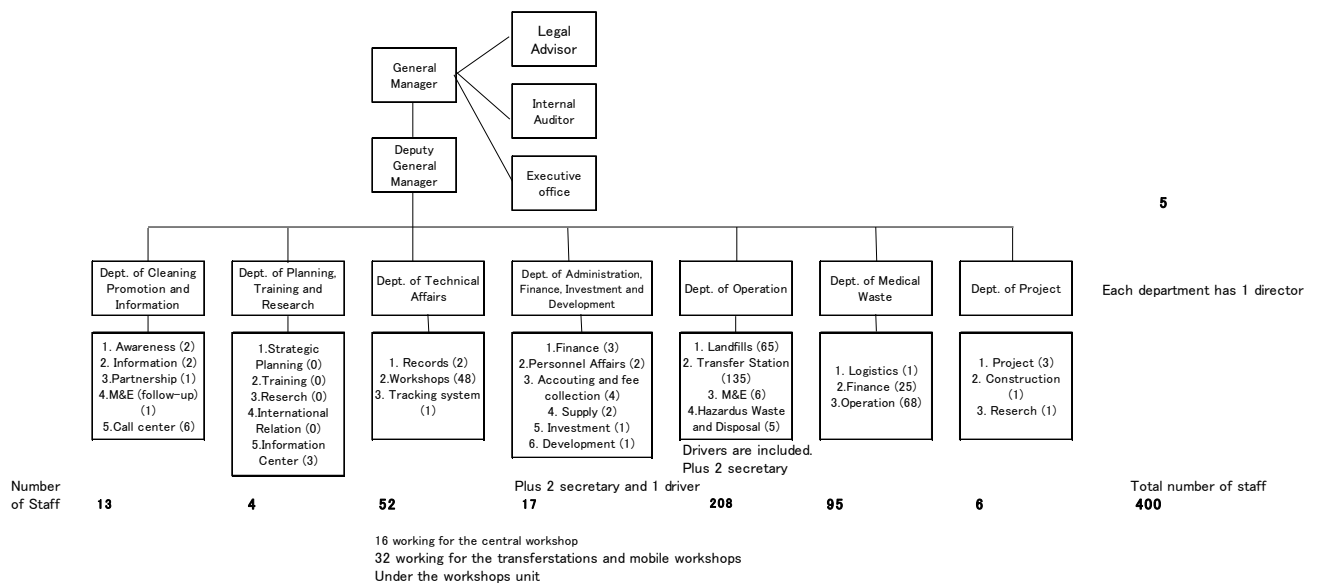 Legal
Advisor
General
Manager
Internal
Auditor
Deputy
General
Manager
Executive
office
5
Dept. of Cleaning
Promotion and
Information
Dept. of Planning,
Training and
Research
Dept. of Technical
Affairs
Dept. of Administration,
Finance, Investment and
Development
Dept. of Operation
Dept. of Medical
Waste
Dept. of Project
Each department has 1 director
1. Awareness (2)
2. Information (2)
3.Partnership (1)
4.M&E (follow-up)
(1)
5.Call center (6)
1.Strategic
Planning (0)
2.Training (0)
3.Reserch (0)
4.International
Relation (0)
5.Information
Center (3)
1. Records (2)
2.Workshops (48)
3. Tracking system
(1)
1.Finance (3)
2.Personnel Affairs (2)
3. Accouting and fee
collection (4)
4. Supply (2)
5. Investment (1)
6. Development (1)
1. Landfills (65)
2. Transfer Station
(135)
3. M&E (6)
4.Hazardus Waste
and Disposal (5)
1. Logistics (1)
2.Finance (25)
3.Operation (68)
1. Project (3)
2. Construction
(1)
3. Reserch (1)
Drivers are included.
Plus 2 secretary
Plus 2 secretary and 1 driver
Number
of Staff
13
4
52
17
208
95
6
Total number of staff
400
16 working for the central workshop
32 working for the transferstations and mobile workshops
Under the workshops unit